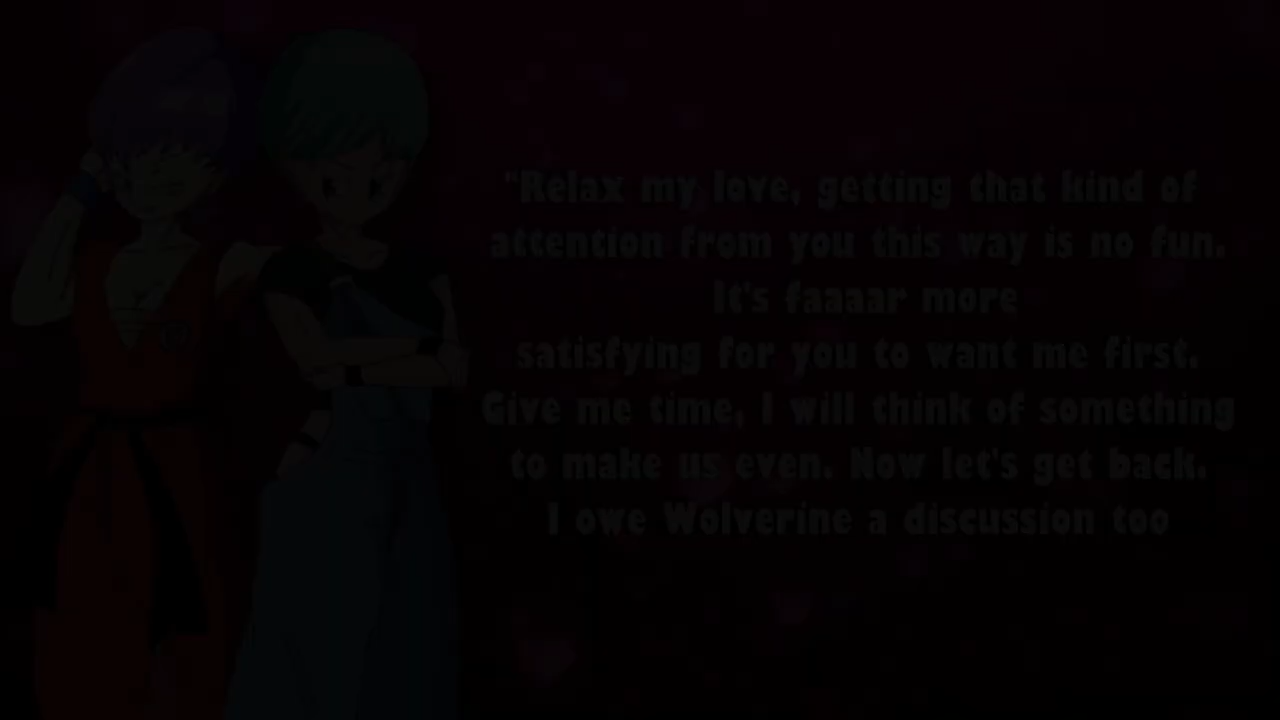 "Relax my love, getting that kind of
attention from you this way is no fun.
It's faaaar more
satisfying for you to want me first.
Give me time, I will think of something
to make us even. Now let's get back.
I owe Wolverine a discussion too